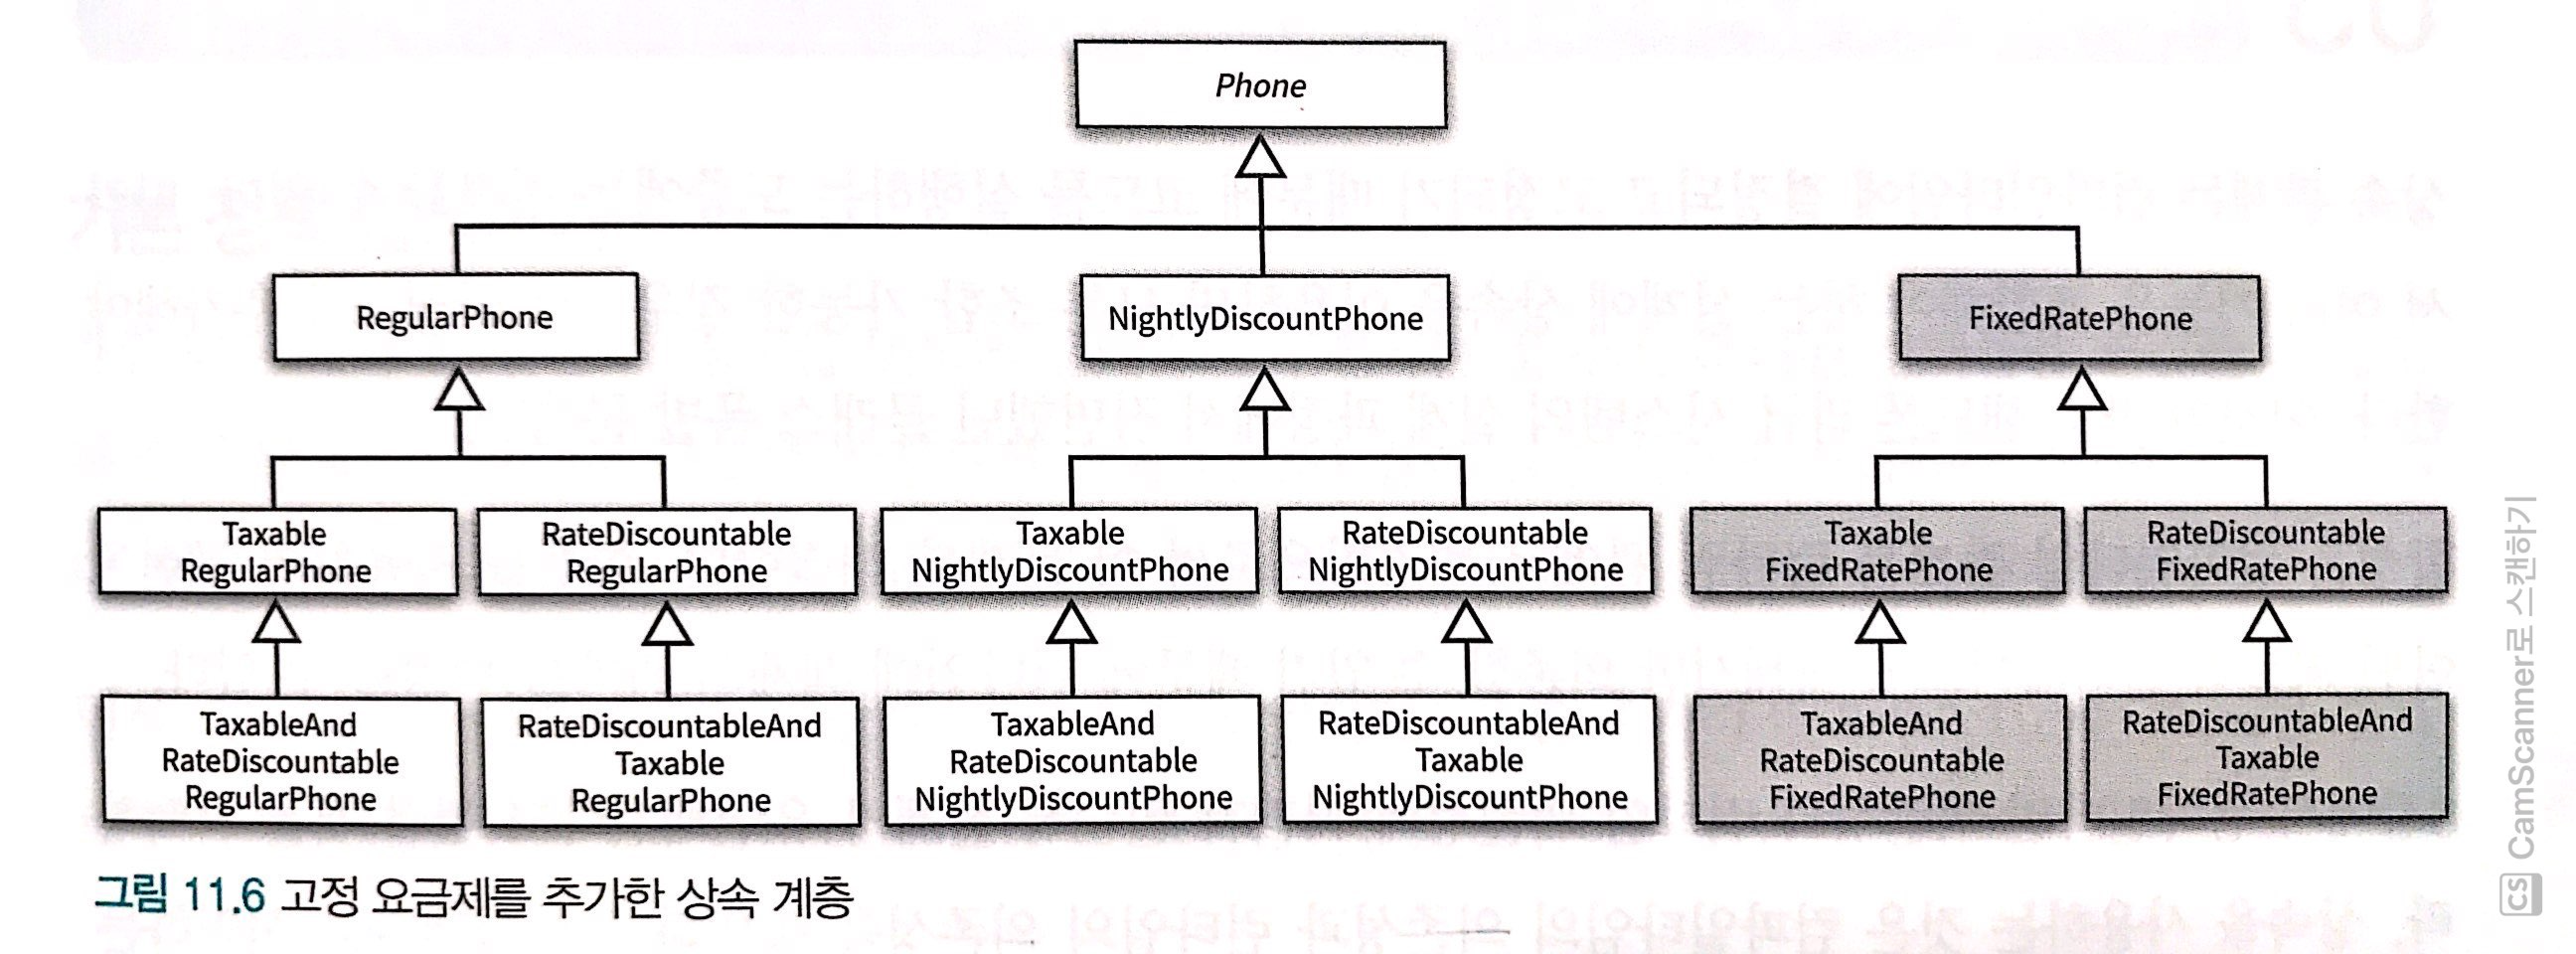 Phone
RegularPhone
NightlyDiscountPhone
FixedRatePhone
Taxable
RegularPhone
RateDiscountable
RegularPhone
Taxable
NightlyDiscountPhone
RateDiscountable
NightlyDiscountPhone
Taxable
FixedRatePhone
RateDiscountable
FixedRatePhone
TaxableAnd
RateDiscountable
RegularPhone
RateDiscountableAnd
Taxable
RegularPhone
TaxableAnd
RateDiscountable
NightlyDiscountPhone
RateDiscountableAnd
Taxable
NightlyDiscountPhone
TaxableAnd
RateDiscountable
FixedRatePhone
RateDiscountableAnd
Taxable
FixedRatePhone
그림 11.6 고정 요금제를 추가한 상속 계층
CS CamScanner로 스캔하기